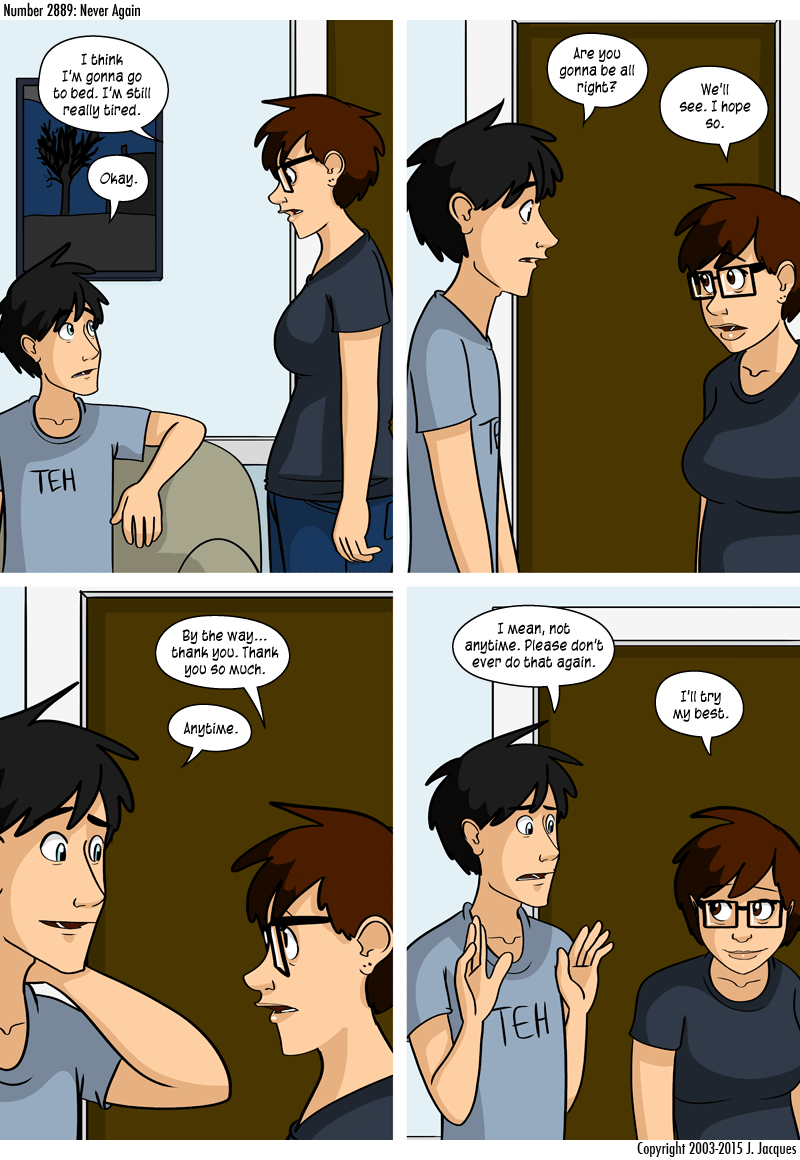 Number 2889: Never Again
I think
I'm gonna go
to bed. I'm still
really tired.
Okay.
TEH
Are you
gonna be all
right?
We'll
see. I hope
so.
TE
By the way...
thank you. Thank
you so much.
Anytime.
I mean, not
anytime. Please don't
ever do that again.
I'll try
my best.
TEH
Copyright 2003-2015 J. Jacques